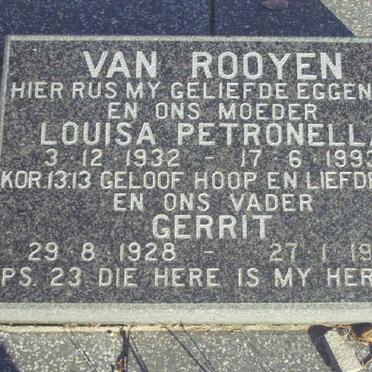 VAN ROOYEN
HIER RUS MY GELIEFDE EGGEN
EN ONS MOEDER
LOUISA PETRONELLA
3 12 1932 - 17 6 1993
KOR.13:13 GELOOF HOOP EN LIEFDE
EN ONS VADER
GERRIT
29 8 1928 - 27 1 19
PS. 23 DIE HERE IS MY HER